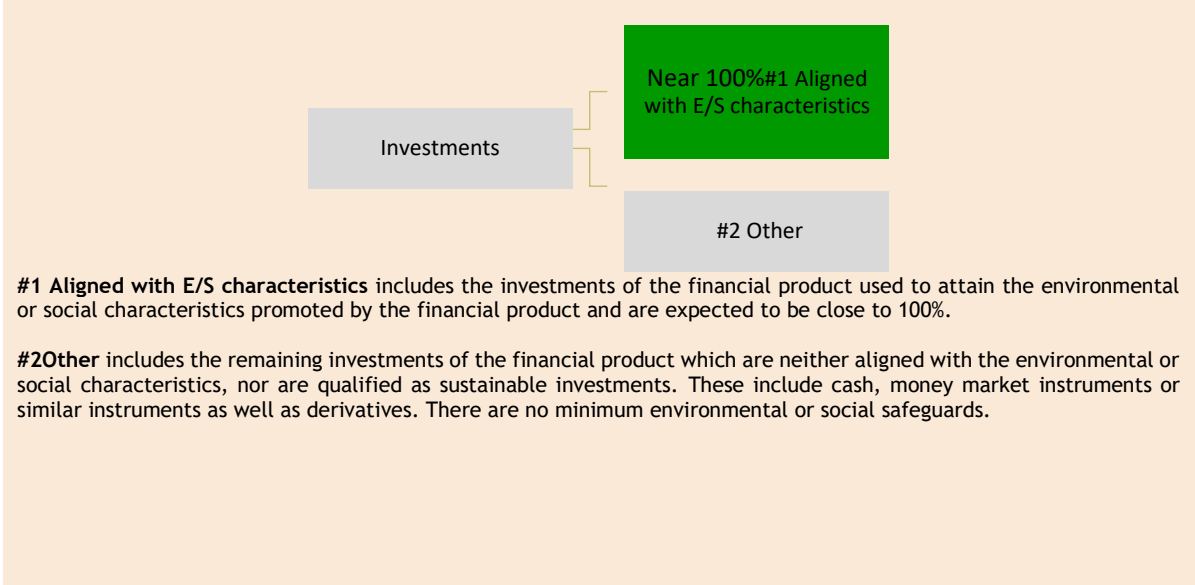 Near 100%#1 Aligned
with E/S characteristics
Investments
#2 Other
#1 Aligned with E/S characteristics includes the investments of the financial product used to attain the environmental
or social characteristics promoted by the financial product and are expected to be close to 100%.
#2Other includes the remaining investments of the financial product which are neither aligned with the environmental or
social characteristics, nor are qualified as sustainable investments. These include cash, money market instruments or
similar instruments as well as derivatives. There are no minimum environmental or social safeguards.